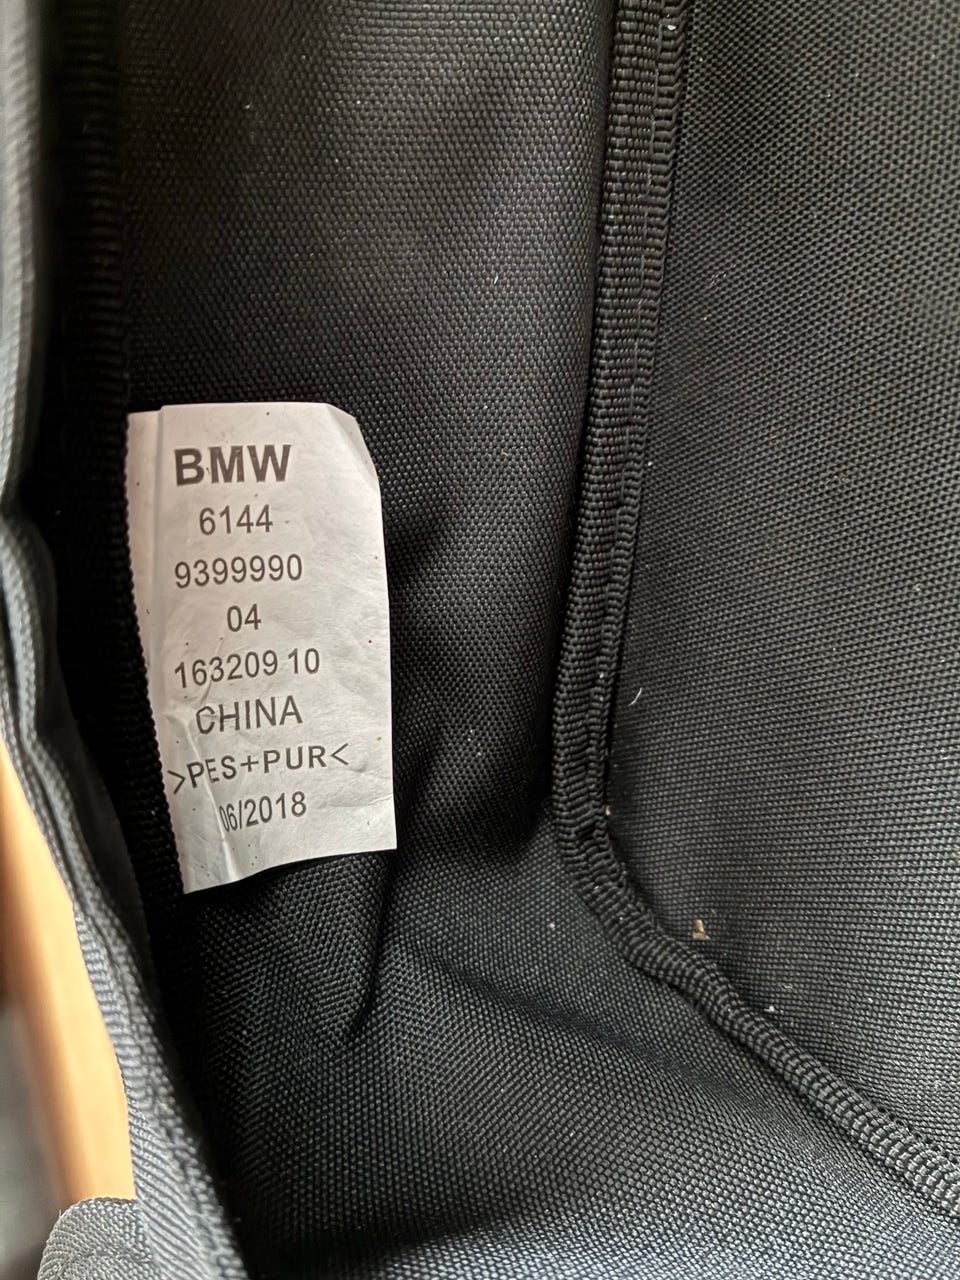 BMW
6144
9399990
04
163209 10
CHINA
>PES+PUR<
06/2018